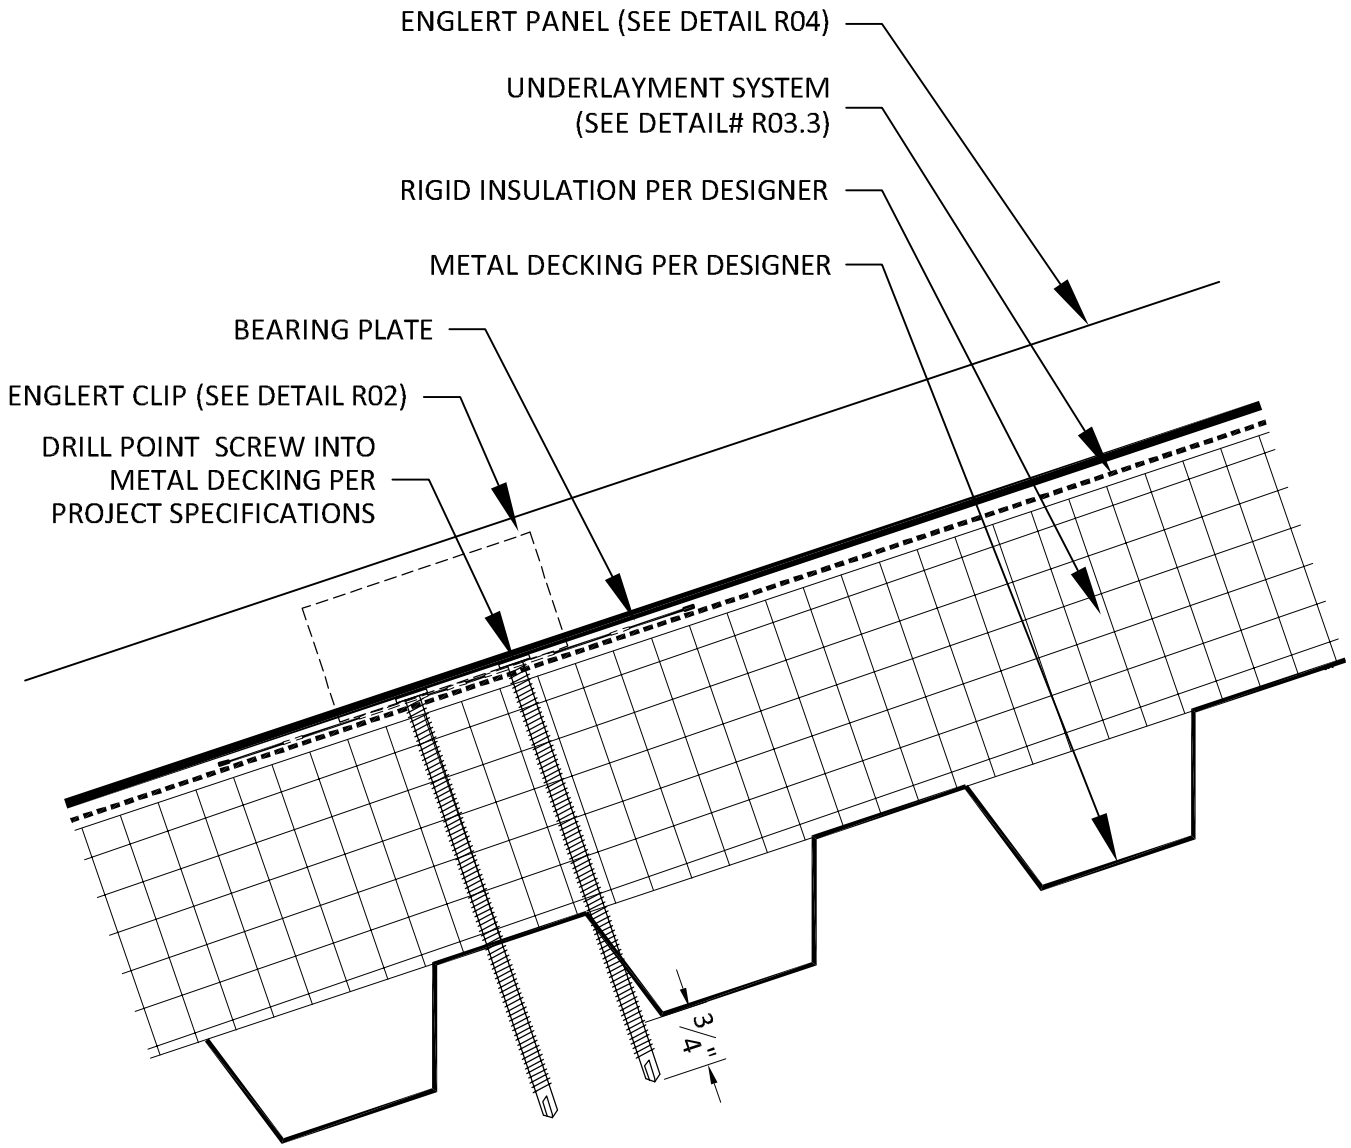 ENGLERT PANEL (SEE DETAIL R04)
UNDERLAYMENT SYSTEM
(SEE DETAIL# R03.3)
RIGID INSULATION PER DESIGNER
METAL DECKING PER DESIGNER
BEARING PLATE
ENGLERT CLIP (SEE DETAIL R02)
DRILL POINT SCREW INTO
METAL DECKING PER
PROJECT SPECIFICATIONS
3/4"